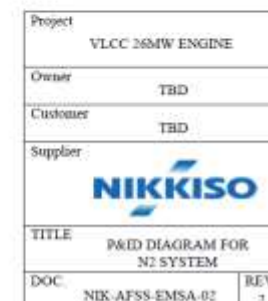 Project
VLCC 26MW ENGINE
Owner
TBD
Customer
TBD
Supplier
NIKKISO
TITLE
P&ID DIAGRAM FOR
N2 SYSTEM
DOC.
REV
NIK-AFSS-EMSA-02